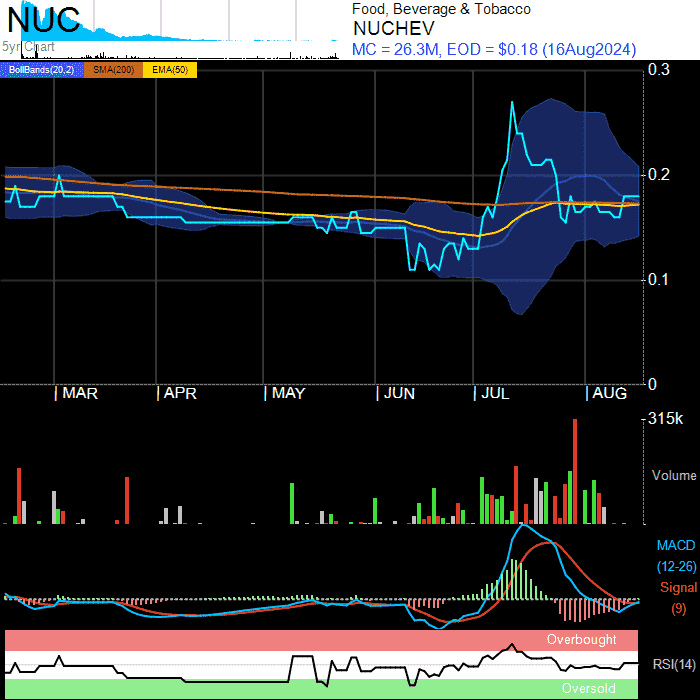 NUC
5yr Chart
Food, Beverage & Tobacco
NUCHEV
MC = 26.3M, EOD = $0.18 (16Aug2024)
BollBands(20,2) SMA(200) EMA(50)
0.3
0.2
0.1
0
MAR APR MAY JUN JUL AUG
315k
Volume
MACD
(12-26)
Signal
(9)
Overbought
RSI(14)
Oversold